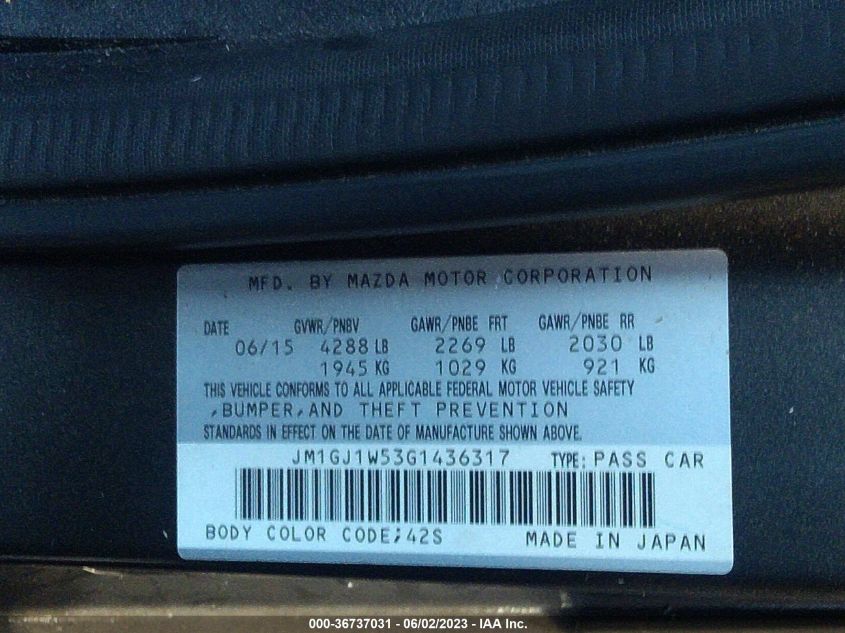 MFD. BY MAZDA MOTOR CORPORATION
DATE GVWR/PNBV GAWR/PNBE FRT GAWR/PNBE RR
06/15 4288 LB 2269 LB 2030 LB
1945 KG 1029 KG 921 KG
THIS VEHICLE CONFORMS TO ALL APPLICABLE FEDERAL MOTOR VEHICLE SAFETY
,BUMPER,AND THEFT PREVENTION
STANDARDS IN EFFECT ON THE DATE OF MANUFACTURE SHOWN ABOVE.
JM1GJ1W53G1436317 TYPE: PASS CAR
BODY COLOR CODE;42S MADE IN JAPAN
000-36737031 - 06/02/2023 - IAA Inc.